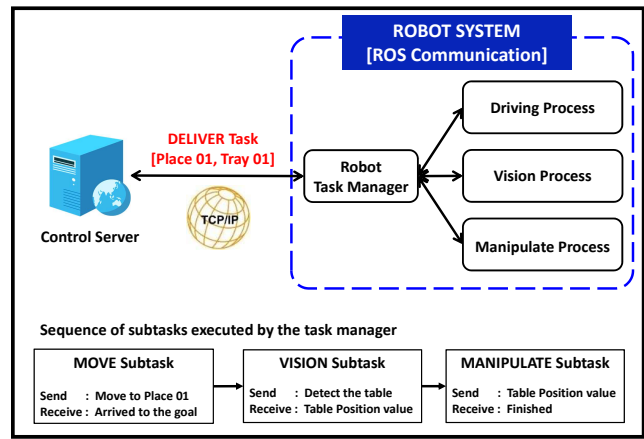 ROBOT SYSTEM
[ROS Communication]
DELIVER Task
[Place 01, Tray 01]
TCP/IP
Control Server
Robot
Task Manager
Driving Process
Vision Process
Manipulate Process
Sequence of subtasks executed by the task manager
MOVE Subtask
Send : Move to Place 01
Receive : Arrived to the goal
VISION Subtask
Send : Detect the table
Receive : Table Position value
MANIPULATE Subtask
Send : Table Position value
Receive : Finished